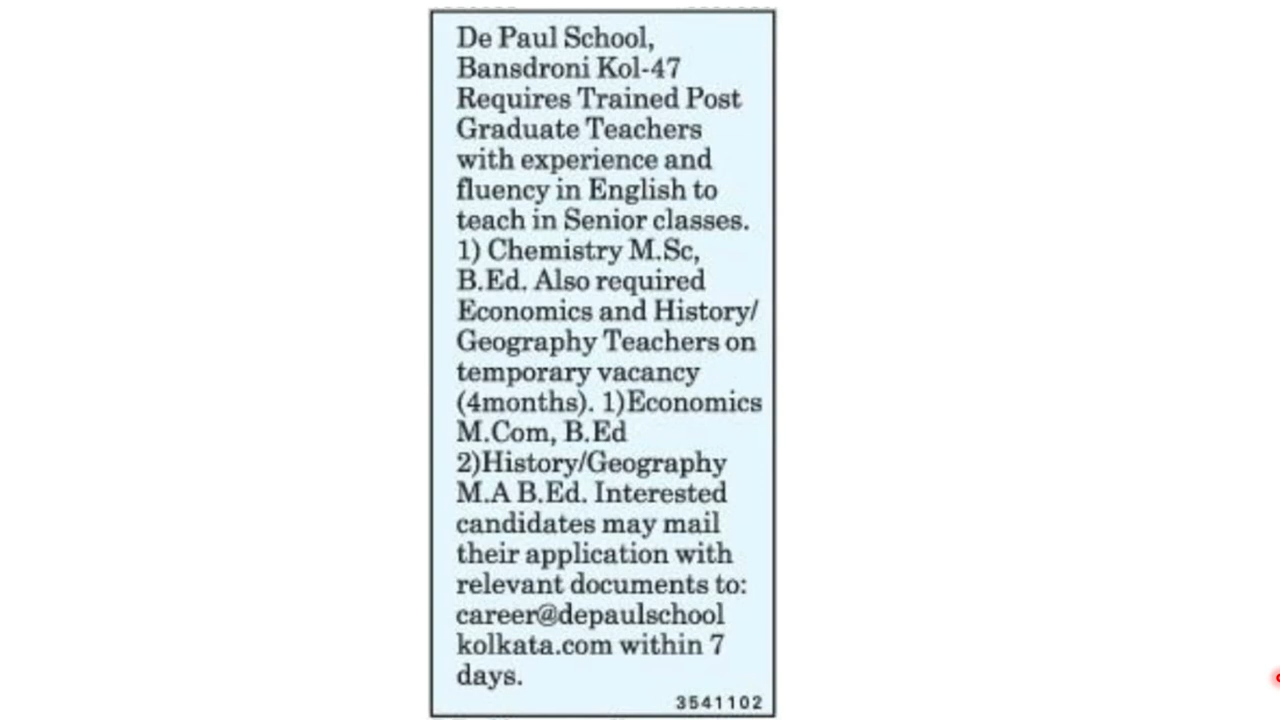 De Paul School,
Bansdroni Kol-47
Requires Trained Post
Graduate Teachers
with experience and
fluency in English to
teach in Senior classes.
1) Chemistry M.Sc,
B.Ed. Also required
Economics and History/
Geography Teachers on
temporary vacancy
(4months). 1)Economics
M.Com, B.Ed
2)History/Geography
M.A B.Ed. Interested
candidates may mail
their application with
relevant documents to:
career@depaulschool
kolkata.com within 7
days.
3541102